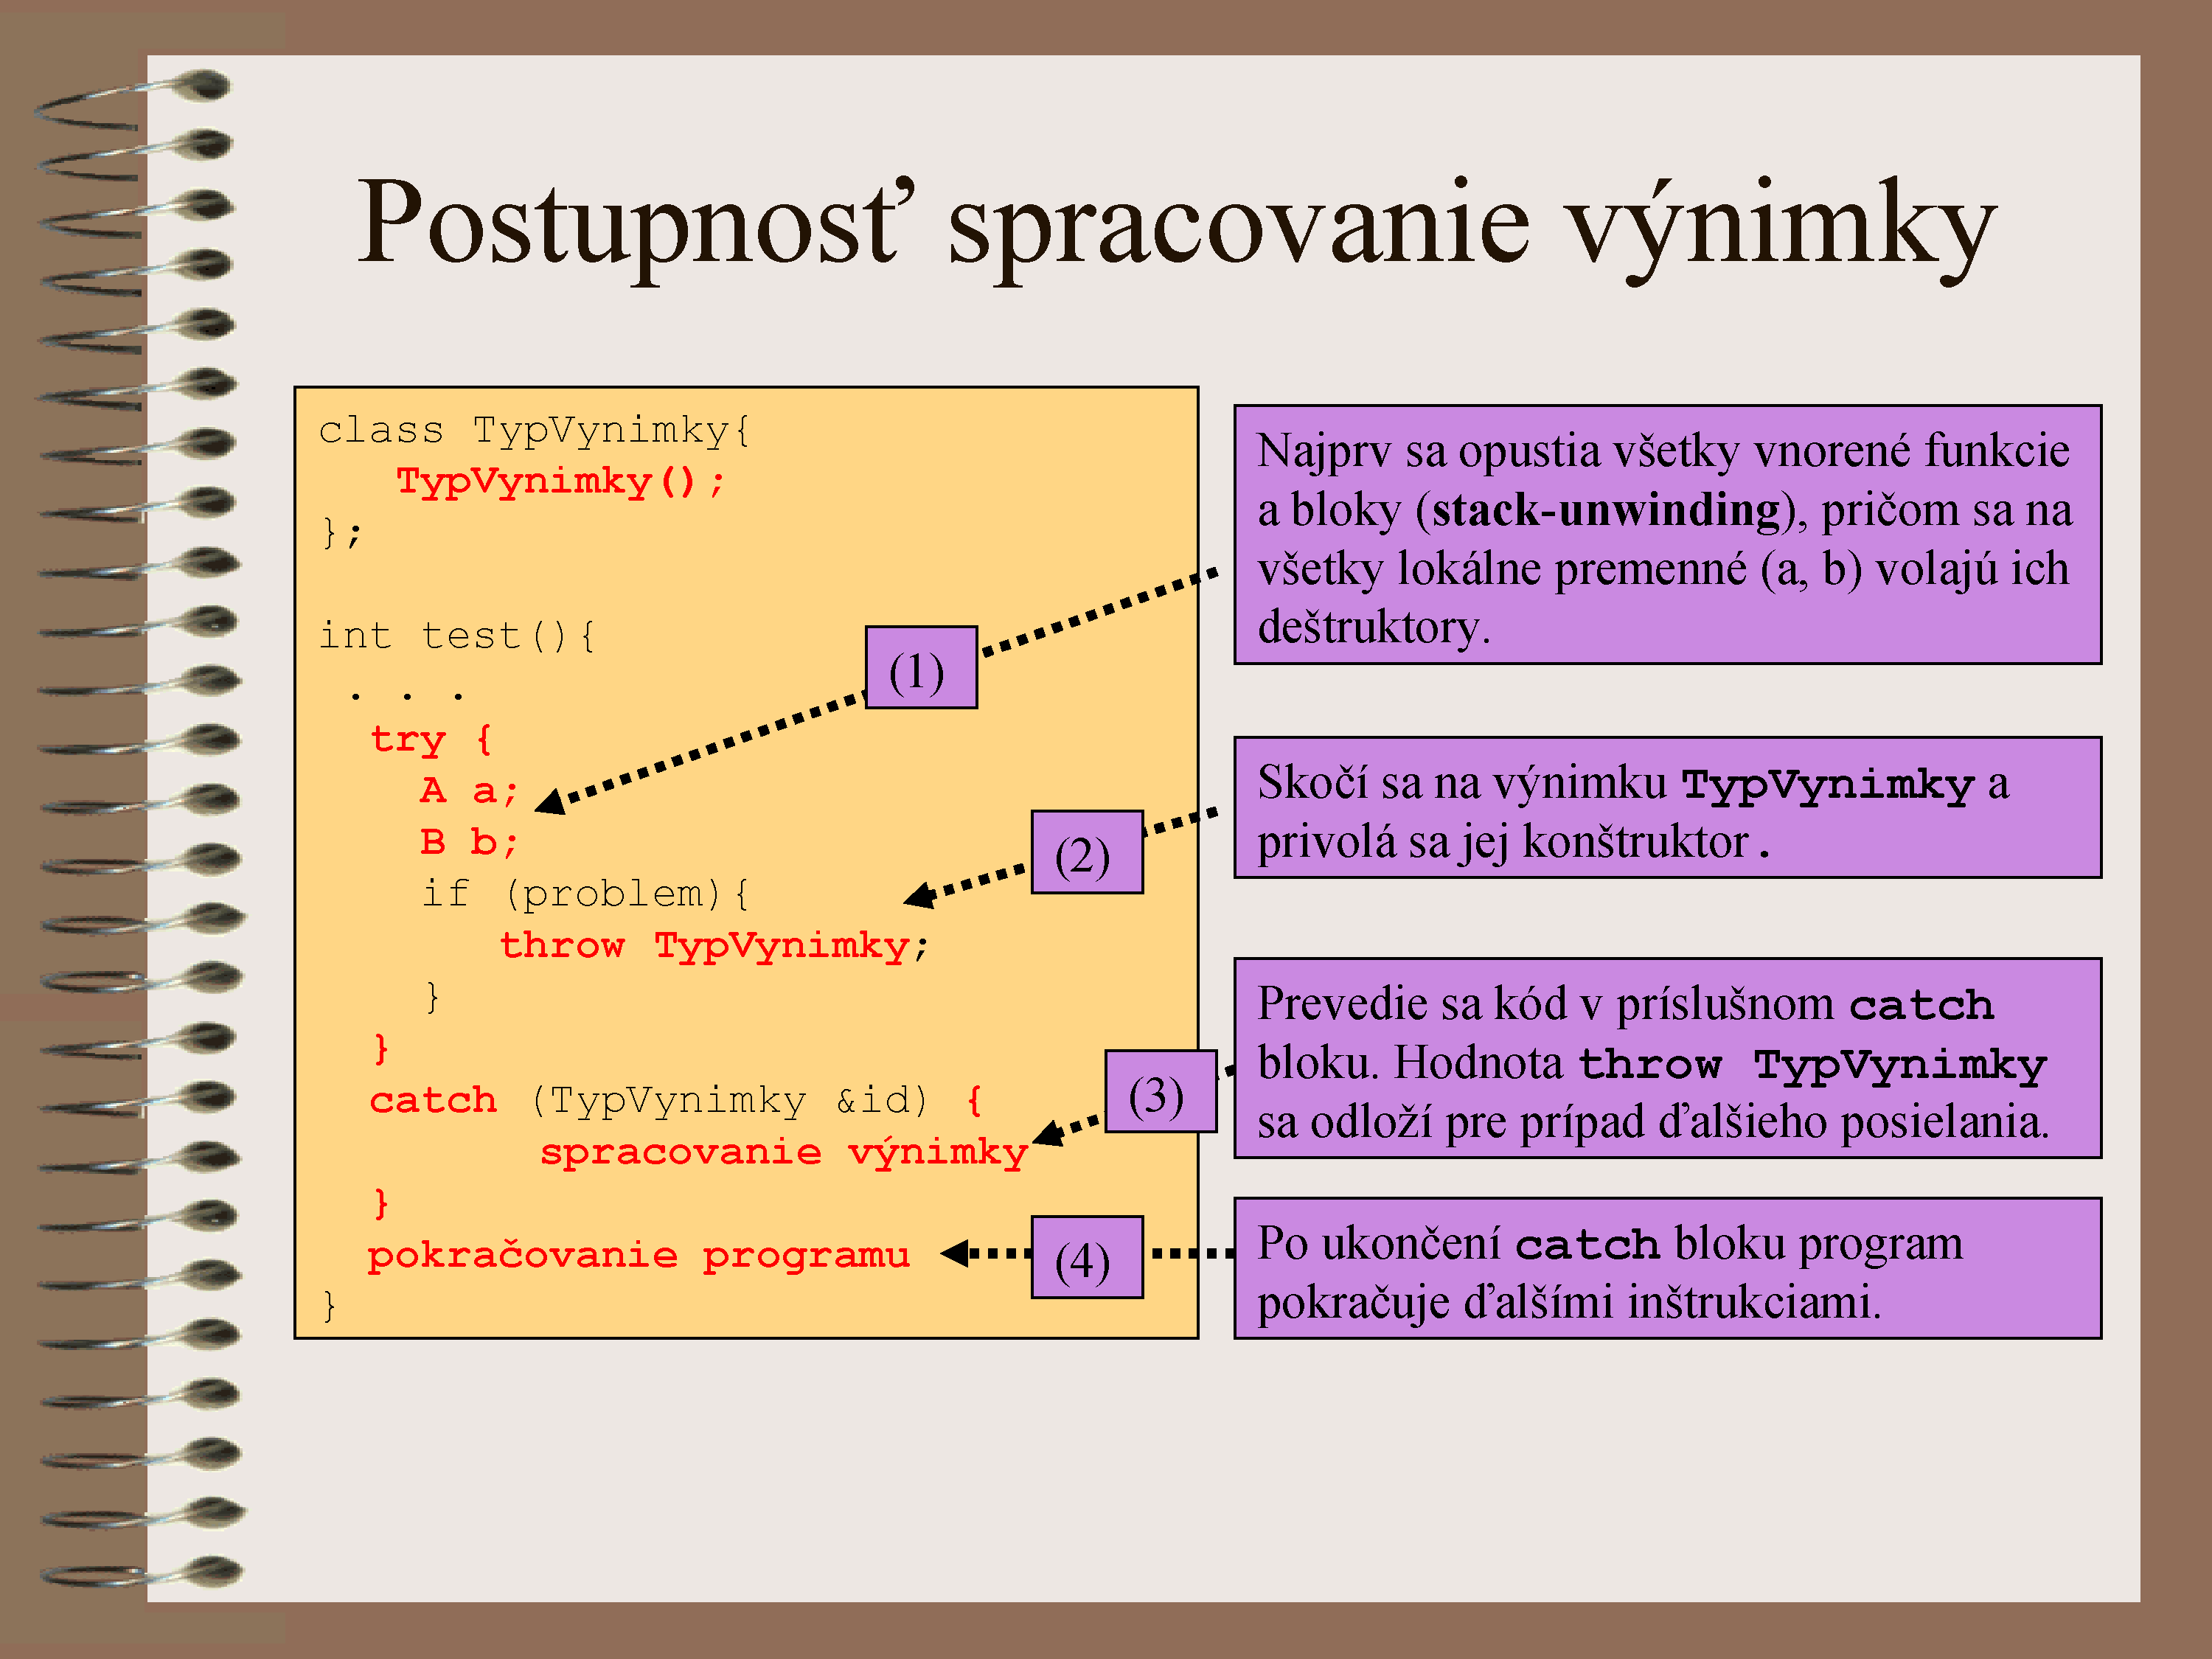 Postupnosť spracovanie výnimky
class TypVynimky{
TypVynimky();
};
int test(){
. . .
try {
A a;
B b;
if (problem){
throw TypVynimky;
}
}
catch (TypVynimky &id) {
spracovanie výnimky
}
pokračovanie programu
}
(1)
(2)
(3)
(4)
Najprv sa opustia všetky vnorené funkcie
a bloky (stack-unwinding), pričom sa na
všetky lokálne premenné (a, b) volajú ich
deštruktory.
Skočí sa na výnimku TypVynimky a
privolá sa jej konštruktor.
Prevedie sa kód v príslušnom catch
bloku. Hodnota throw TypVynimky
sa odloží pre prípad ďalšieho posielania.
Po ukončení catch bloku program
pokračuje ďalšími inštrukciami.